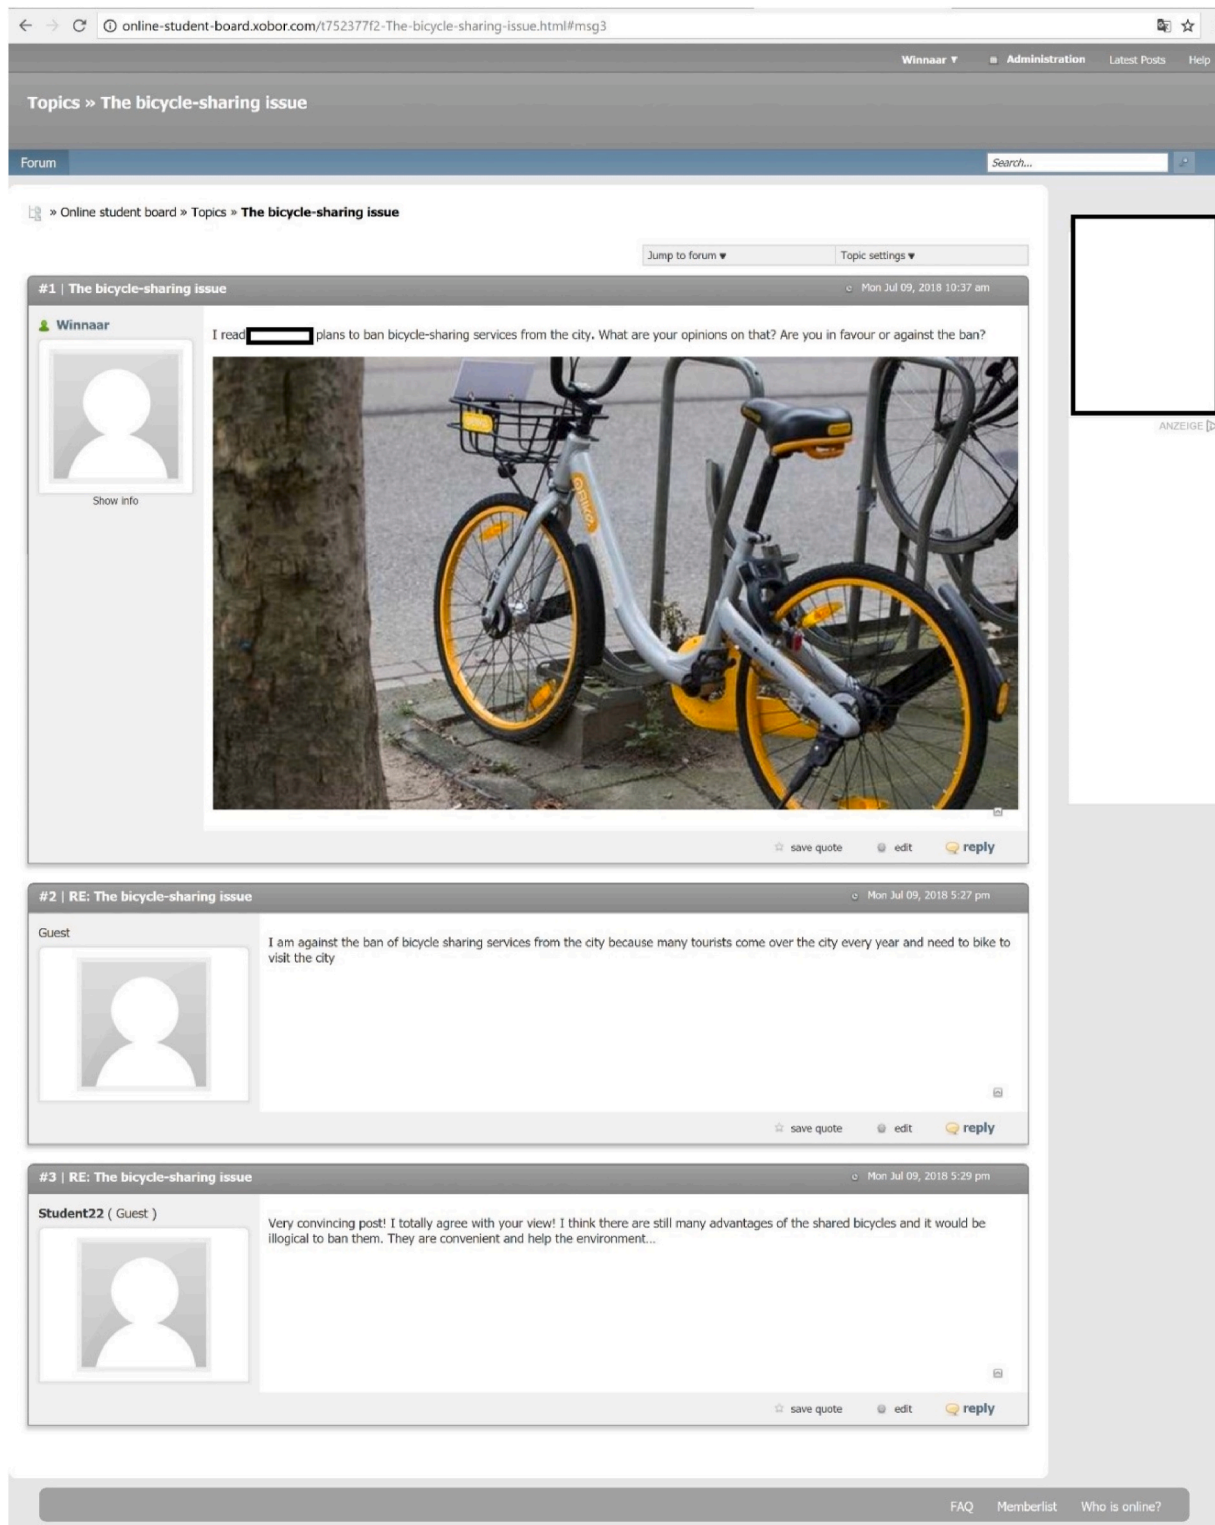 online-student-board.xobor.com/t752377f2-The-bicycle-sharing-issue.html#msg3
Winnaar ▼ Administration Latest Posts Help
Topics » The bicycle-sharing issue
Forum Search...
» Online student board » Topics » The bicycle-sharing issue
Jump to forum ▼ Topic settings ▼
#1 | The bicycle-sharing issue Mon Jul 09, 2018 10:37 am
Winnaar
I read plans to ban bicycle-sharing services from the city. What are your opinions on that? Are you in favour or against the ban?
OBIKE
ANZEIGE
Show info
save quote edit reply
#2 | RE: The bicycle-sharing issue Mon Jul 09, 2018 5:27 pm
Guest
I am against the ban of bicycle sharing services from the city because many tourists come over the city every year and need to bike to
visit the city
save quote edit reply
#3 | RE: The bicycle-sharing issue Mon Jul 09, 2018 5:29 pm
Student22 ( Guest )
Very convincing post! I totally agree with your view! I think there are still many advantages of the shared bicycles and it would be
illogical to ban them. They are convenient and help the environment...
save quote edit reply
FAQ Memberlist Who is online?